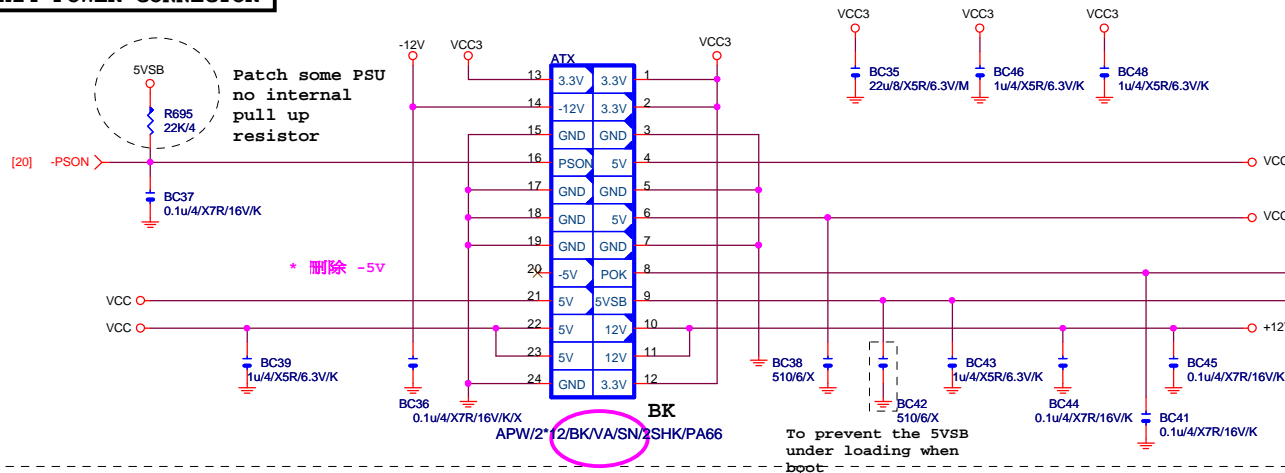 POWER CONNECTOR
VCC3
VCC3
VCC3
BC35
22u/8/X5R/6.3V/M
BC46
1u/4/X5R/6.3V/K
BC48
1u/4/X5R/6.3V/K
-12V
VCC3
VCC3
5VSB
R695
22K/4
Patch some PSU
no internal
pull up
resistor
[20] -PSON
BC37
0.1u/4/X7R/16V/K
* 刪除 -5V
VCC
VCC
ATX
13 3.3V 3.3V 1
14 -12V 3.3V 2
15 GND GND 3
16 PSON 5V 4
17 GND GND 5
18 GND 5V 6
19 GND GND 7
20 -5V POK 8
21 5V 5VSB 9
22 5V 12V 10
23 5V 12V 11
24 GND 3.3V 12
BC39
1u/4/X5R/6.3V/K
BC36
0.1u/4/X7R/16V/K/X
BK
APW/2*12/BK/VA/SN/2SHK/PA66
BC38
510/6/X
BC42
510/6/X
BC43
1u/4/X5R/6.3V/K
BC44
0.1u/4/X7R/16V/K
BC45
0.1u/4/X7R/16V/K
BC41
0.1u/4/X7R/16V/K
To prevent the 5VSB
under loading when
boot
VCC
VCC
+12V